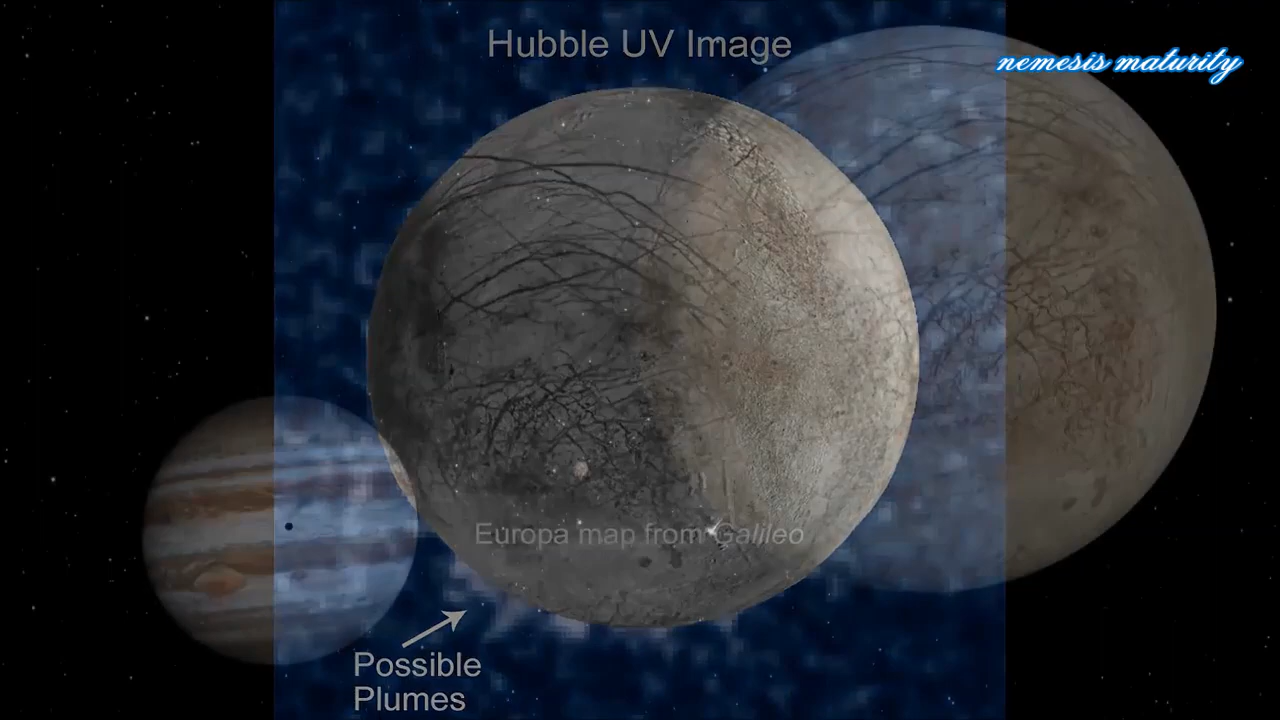 Hubble UV Image
nemesis maturity
Europa map from Galileo
Possible
Plumes